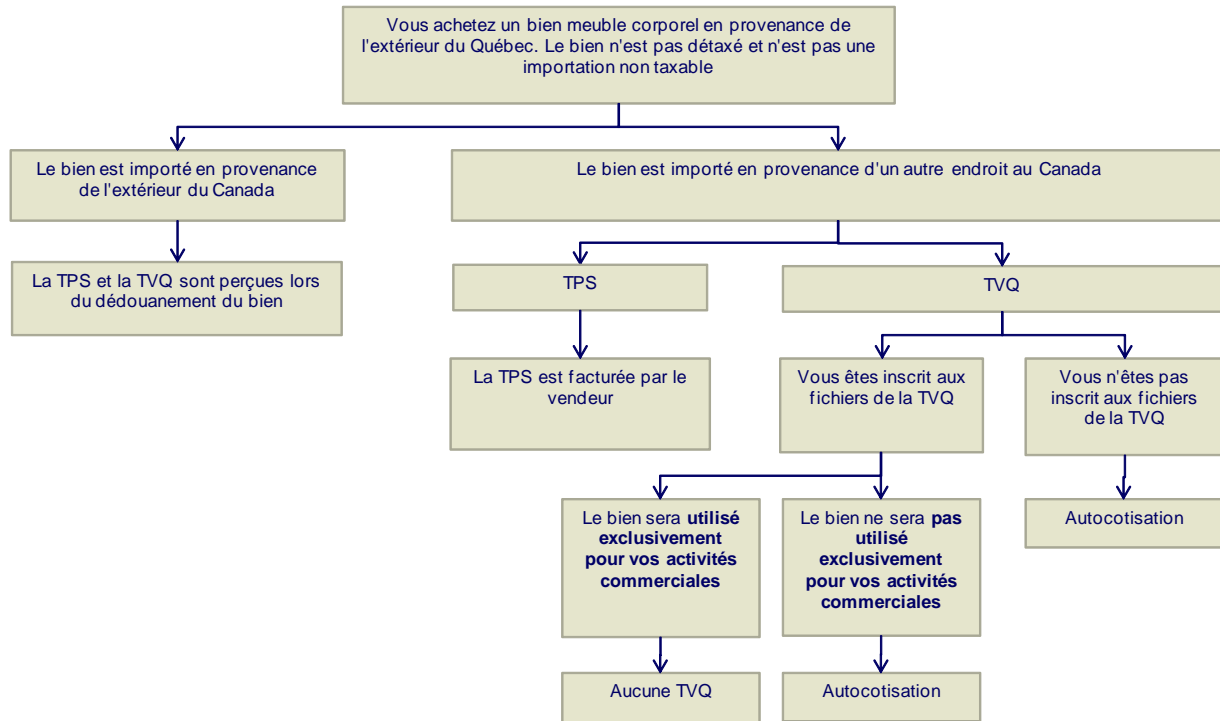 Vous achetez un bien meuble corporel en provenance de
l'extérieur du Québec. Le bien n'est pas détaxé et n'est pas une
importation non taxable
Le bien est importé en provenance
de l'extérieur du Canada
Le bien est importé en provenance d'un autre endroit au Canada
La TPS et la TVQ sont perçues lors
du dédouanement du bien
TPS
TVQ
La TPS est facturée par le
vendeur
Vous êtes inscrit aux
fichiers de la TVQ
Vous n'êtes pas
inscrit aux fichiers
de la TVQ
Le bien sera utilisé
exclusivement
pour vos activités
commerciales
Le bien ne sera pas
utilisé
exclusivement
pour vos activités
commerciales
Autocotisation
Aucune TVQ
Autocotisation